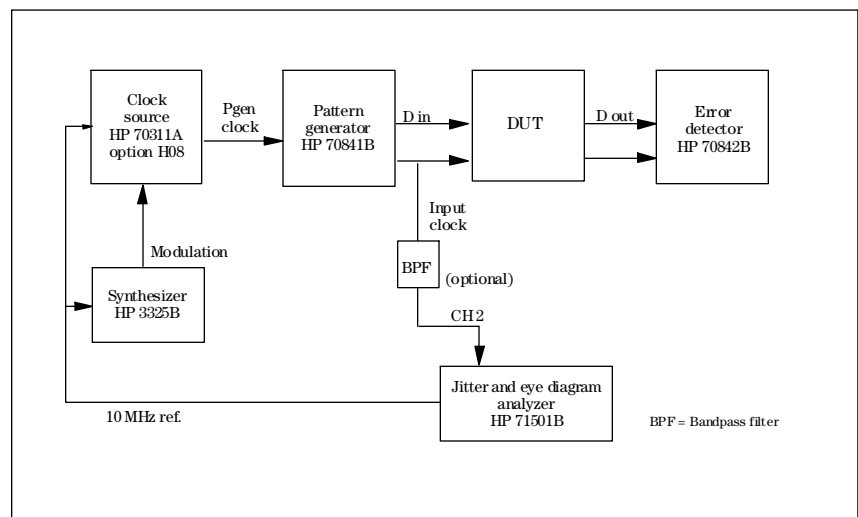 Clock
source
HP 70311A
option H08
Pgen
clock
Pattern
generator
HP 70841B
D in
DUT
D out
Error
detector
HP 70842B
Input
clock
BPF
(optional)
CH2
Modulation
Synthesizer
HP 3325B
Jitter and eye diagram
analyzer
HP 71501B
10 MHz ref.
BPF = Bandpass filter